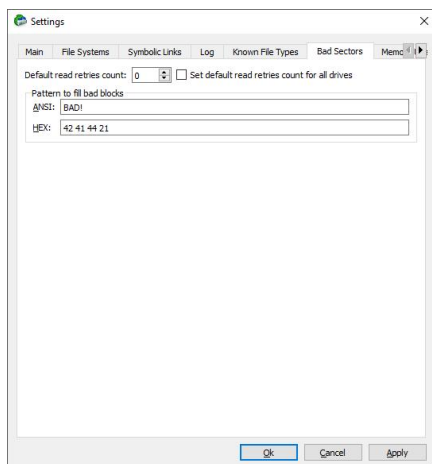 Settings
Main File Systems Symbolic Links Log Known File Types Bad Sectors
Default read retries count: 0 Set default read retries count for all drives
Pattern to fill bad blocks
ANSI: BAD!
HEX: 42 41 44 21
Ok Cancel Apply